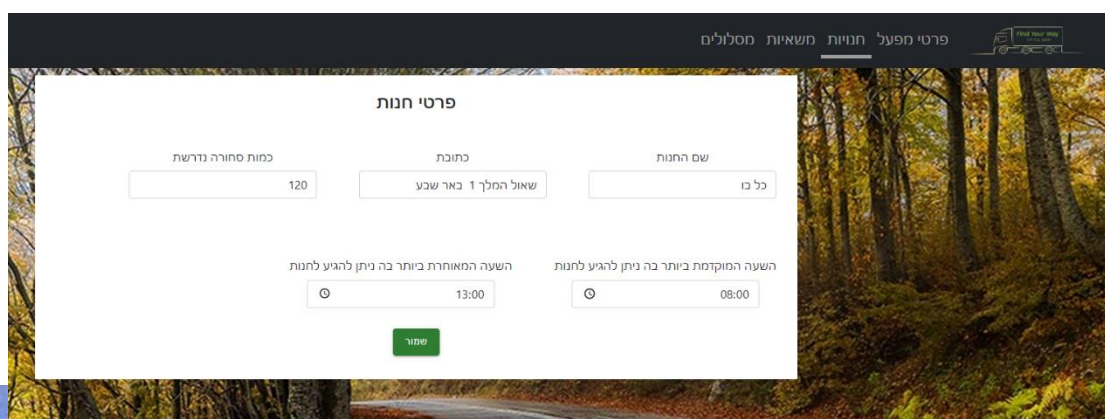 Find Your Way
פרטי מפעל חנויות משאיות מסלולים
פרטי חנות
שם החנות כתובת כמות סחורה נדרשת
כל בו שאול המלך 1 באר שבע 120
השעה המוקדמת ביותר בה ניתן להגיע לחנות השעה המאוחרת ביותר בה ניתן להגיע לחנות
08:00 13:00
שמור